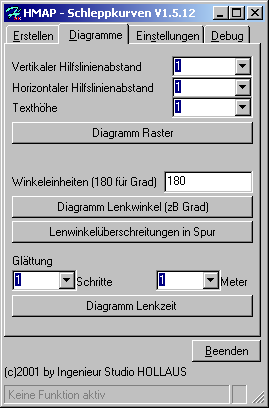 HMAP - Schleppkurven V1.5.12
Erstellen Diagramme Einstellungen Debug
Vertikaler Hilfslinienabstand 1
Horizontaler Hilfslinienabstand 1
Texthöhe 1
Diagramm Raster
Winkeleinheiten (180 für Grad) 180
Diagramm Lenkwinkel (zB Grad)
Lenwinkelüberschreitungen in Spur
Glättung
1 Schritte 1 Meter
Diagramm Lenkzeit
Beenden
(c)2001 by Ingenieur Studio HOLLAUS
Keine Funktion aktiv